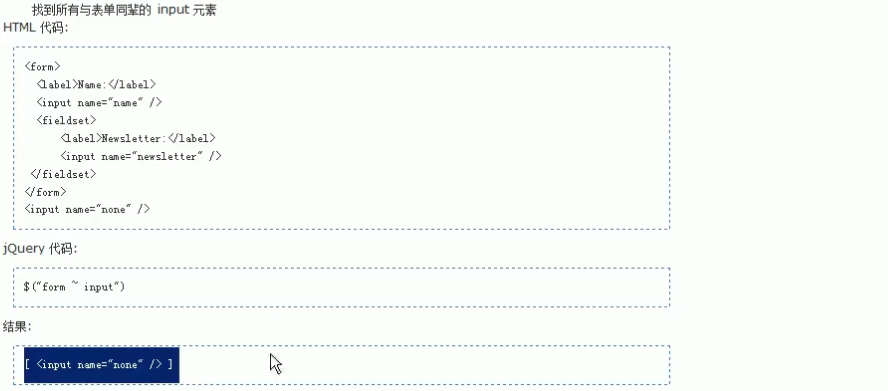 找到所有与表单同辈的 input 元素
HTML 代码:
<form>
<label>Name:</label>
<input name="name" />
<fieldset>
<label>Newsletter:</label>
<input name="newsletter" />
</fieldset>
</form>
<input name="none" />
jQuery 代码:
$("form ~ input")
结果:
[ <input name="none" /> ]